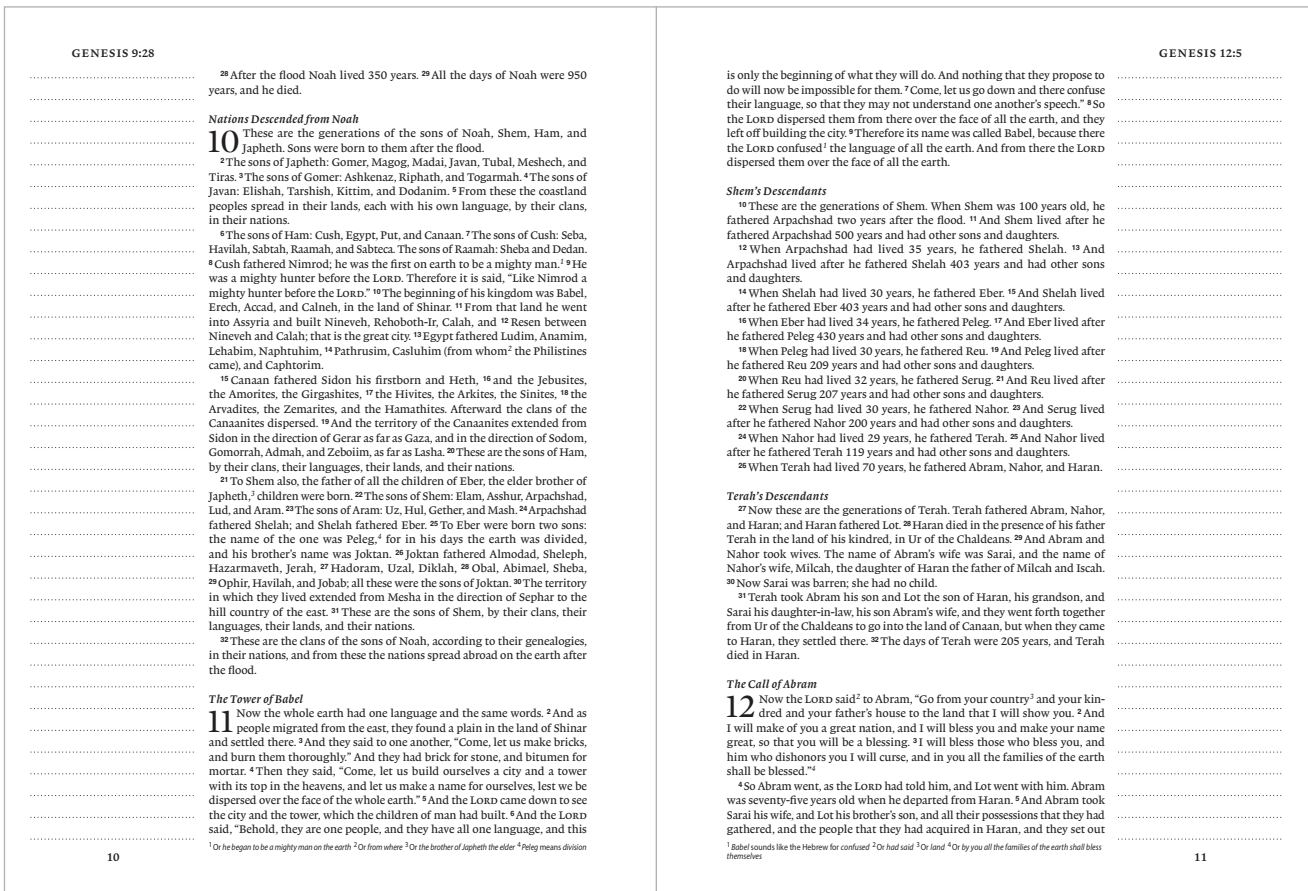 GENESIS 9:28
28 After the flood Noah lived 350 years. 29 All the days of Noah were 950
years, and he died.
Nations Descended from Noah
10 These are the generations of the sons of Noah, Shem, Ham, and
Japheth. Sons were born to them after the flood.
2 The sons of Japheth: Gomer, Magog, Madai, Javan, Tubal, Meshech, and
Tiras. 3 The sons of Gomer: Ashkenaz, Riphath, and Togarmah. 4 The sons of
Javan: Elishah, Tarshish, Kittim, and Dodanim. 5 From these the coastland
peoples spread in their lands, each with his own language, by their clans,
in their nations.
6 The sons of Ham: Cush, Egypt, Put, and Canaan. 7 The sons of Cush: Seba,
Havilah, Sabtah, Raamah, and Sabteca. The sons of Raamah: Sheba and Dedan.
8 Cush fathered Nimrod; he was the first on earth to be a mighty man.1 9 He
was a mighty hunter before the LORD. Therefore it is said, “Like Nimrod a
mighty hunter before the LORD.” 10 The beginning of his kingdom was Babel,
Erech, Accad, and Calneh, in the land of Shinar. 11 From that land he went
into Assyria and built Nineveh, Rehoboth-Ir, Calah, and 12 Resen between
Nineveh and Calah; that is the great city. 13 Egypt fathered Ludim, Anamim,
Lehabim, Naphtuhim, 14 Pathrusim, Casluhim (from whom2 the Philistines
came), and Caphtorim.
15 Canaan fathered Sidon his firstborn and Heth, 16 and the Jebusites,
the Amorites, the Girgashites, 17 the Hivites, the Arkites, the Sinites, 18 the
Arvadites, the Zemarites, and the Hamathites. Afterward the clans of the
Canaanites dispersed. 19 And the territory of the Canaanites extended from
Sidon in the direction of Gerar as far as Gaza, and in the direction of Sodom,
Gomorrah, Admah, and Zeboiim, as far as Lasha. 20 These are the sons of Ham,
by their clans, their languages, their lands, and their nations.
21 To Shem also, the father of all the children of Eber, the elder brother of
Japheth,3 children were born. 22 The sons of Shem: Elam, Asshur, Arpachshad,
Lud, and Aram. 23 The sons of Aram: Uz, Hul, Gether, and Mash. 24 Arpachshad
fathered Shelah; and Shelah fathered Eber. 25 To Eber were born two sons:
the name of the one was Peleg,4 for in his days the earth was divided,
and his brother’s name was Joktan. 26 Joktan fathered Almodad, Sheleph,
Hazarmaveth, Jerah, 27 Hadoram, Uzal, Diklah, 28 Obal, Abimael, Sheba,
29 Ophir, Havilah, and Jobab; all these were the sons of Joktan. 30 The territory
in which they lived extended from Mesha in the direction of Sephar to the
hill country of the east. 31 These are the sons of Shem, by their clans, their
languages, their lands, and their nations.
32 These are the clans of the sons of Noah, according to their genealogies,
in their nations, and from these the nations spread abroad on the earth after
the flood.
The Tower of Babel
11 Now the whole earth had one language and the same words. 2 And as
people migrated from the east, they found a plain in the land of Shinar
and settled there. 3 And they said to one another, “Come, let us make bricks,
and burn them thoroughly.” And they had brick for stone, and bitumen for
mortar. 4 Then they said, “Come, let us build ourselves a city and a tower
with its top in the heavens, and let us make a name for ourselves, lest we be
dispersed over the face of the whole earth.” 5 And the LORD came down to see
the city and the tower, which the children of man had built. 6 And the LORD
said, “Behold, they are one people, and they have all one language, and this
1 Or he began to be a mighty man on the earth 2 Or from where 3 Or the brother of Japheth the elder 4 Peleg means division
10
GENESIS 12:5
is only the beginning of what they will do. And nothing that they propose to
do will now be impossible for them. 7 Come, let us go down and there confuse
their language, so that they may not understand one another’s speech.” 8 So
the LORD dispersed them from there over the face of all the earth, and they
left off building the city. 9 Therefore its name was called Babel, because there
the LORD confused1 the language of all the earth. And from there the LORD
dispersed them over the face of all the earth.
Shem’s Descendants
10 These are the generations of Shem. When Shem was 100 years old, he
fathered Arpachshad two years after the flood. 11 And Shem lived after he
fathered Arpachshad 500 years and had other sons and daughters.
12 When Arpachshad had lived 35 years, he fathered Shelah. 13 And
Arpachshad lived after he fathered Shelah 403 years and had other sons
and daughters.
14 When Shelah had lived 30 years, he fathered Eber. 15 And Shelah lived
after he fathered Eber 403 years and had other sons and daughters.
16 When Eber had lived 34 years, he fathered Peleg. 17 And Eber lived after
he fathered Peleg 430 years and had other sons and daughters.
18 When Peleg had lived 30 years, he fathered Reu. 19 And Peleg lived after
he fathered Reu 209 years and had other sons and daughters.
20 When Reu had lived 32 years, he fathered Serug. 21 And Reu lived after
he fathered Serug 207 years and had other sons and daughters.
22 When Serug had lived 30 years, he fathered Nahor. 23 And Serug lived
after he fathered Nahor 200 years and had other sons and daughters.
24 When Nahor had lived 29 years, he fathered Terah. 25 And Nahor lived
after he fathered Terah 119 years and had other sons and daughters.
26 When Terah had lived 70 years, he fathered Abram, Nahor, and Haran.
Terah’s Descendants
27 Now these are the generations of Terah. Terah fathered Abram, Nahor,
and Haran; and Haran fathered Lot. 28 Haran died in the presence of his father
Terah in the land of his kindred, in Ur of the Chaldeans. 29 And Abram and
Nahor took wives. The name of Abram’s wife was Sarai, and the name of
Nahor’s wife, Milcah, the daughter of Haran the father of Milcah and Iscah.
30 Now Sarai was barren; she had no child.
31 Terah took Abram his son and Lot the son of Haran, his grandson, and
Sarai his daughter-in-law, his son Abram’s wife, and they went forth together
from Ur of the Chaldeans to go into the land of Canaan, but when they came
to Haran, they settled there. 32 The days of Terah were 205 years, and Terah
died in Haran.
The Call of Abram
12 Now the LORD said2 to Abram, “Go from your country3 and your kin-
dred and your father’s house to the land that I will show you. 2 And
I will make of you a great nation, and I will bless you and make your name
great, so that you will be a blessing. 3 I will bless those who bless you, and
him who dishonors you I will curse, and in you all the families of the earth
shall be blessed.”4
4 So Abram went, as the LORD had told him, and Lot went with him. Abram
was seventy-five years old when he departed from Haran. 5 And Abram took
Sarai his wife, and Lot his brother’s son, and all their possessions that they had
gathered, and the people that they had acquired in Haran, and they set out
1 Babel sounds like the Hebrew for confused 2 Or had said 3 Or land 4 Or by you all the families of the earth shall bless
themselves
11